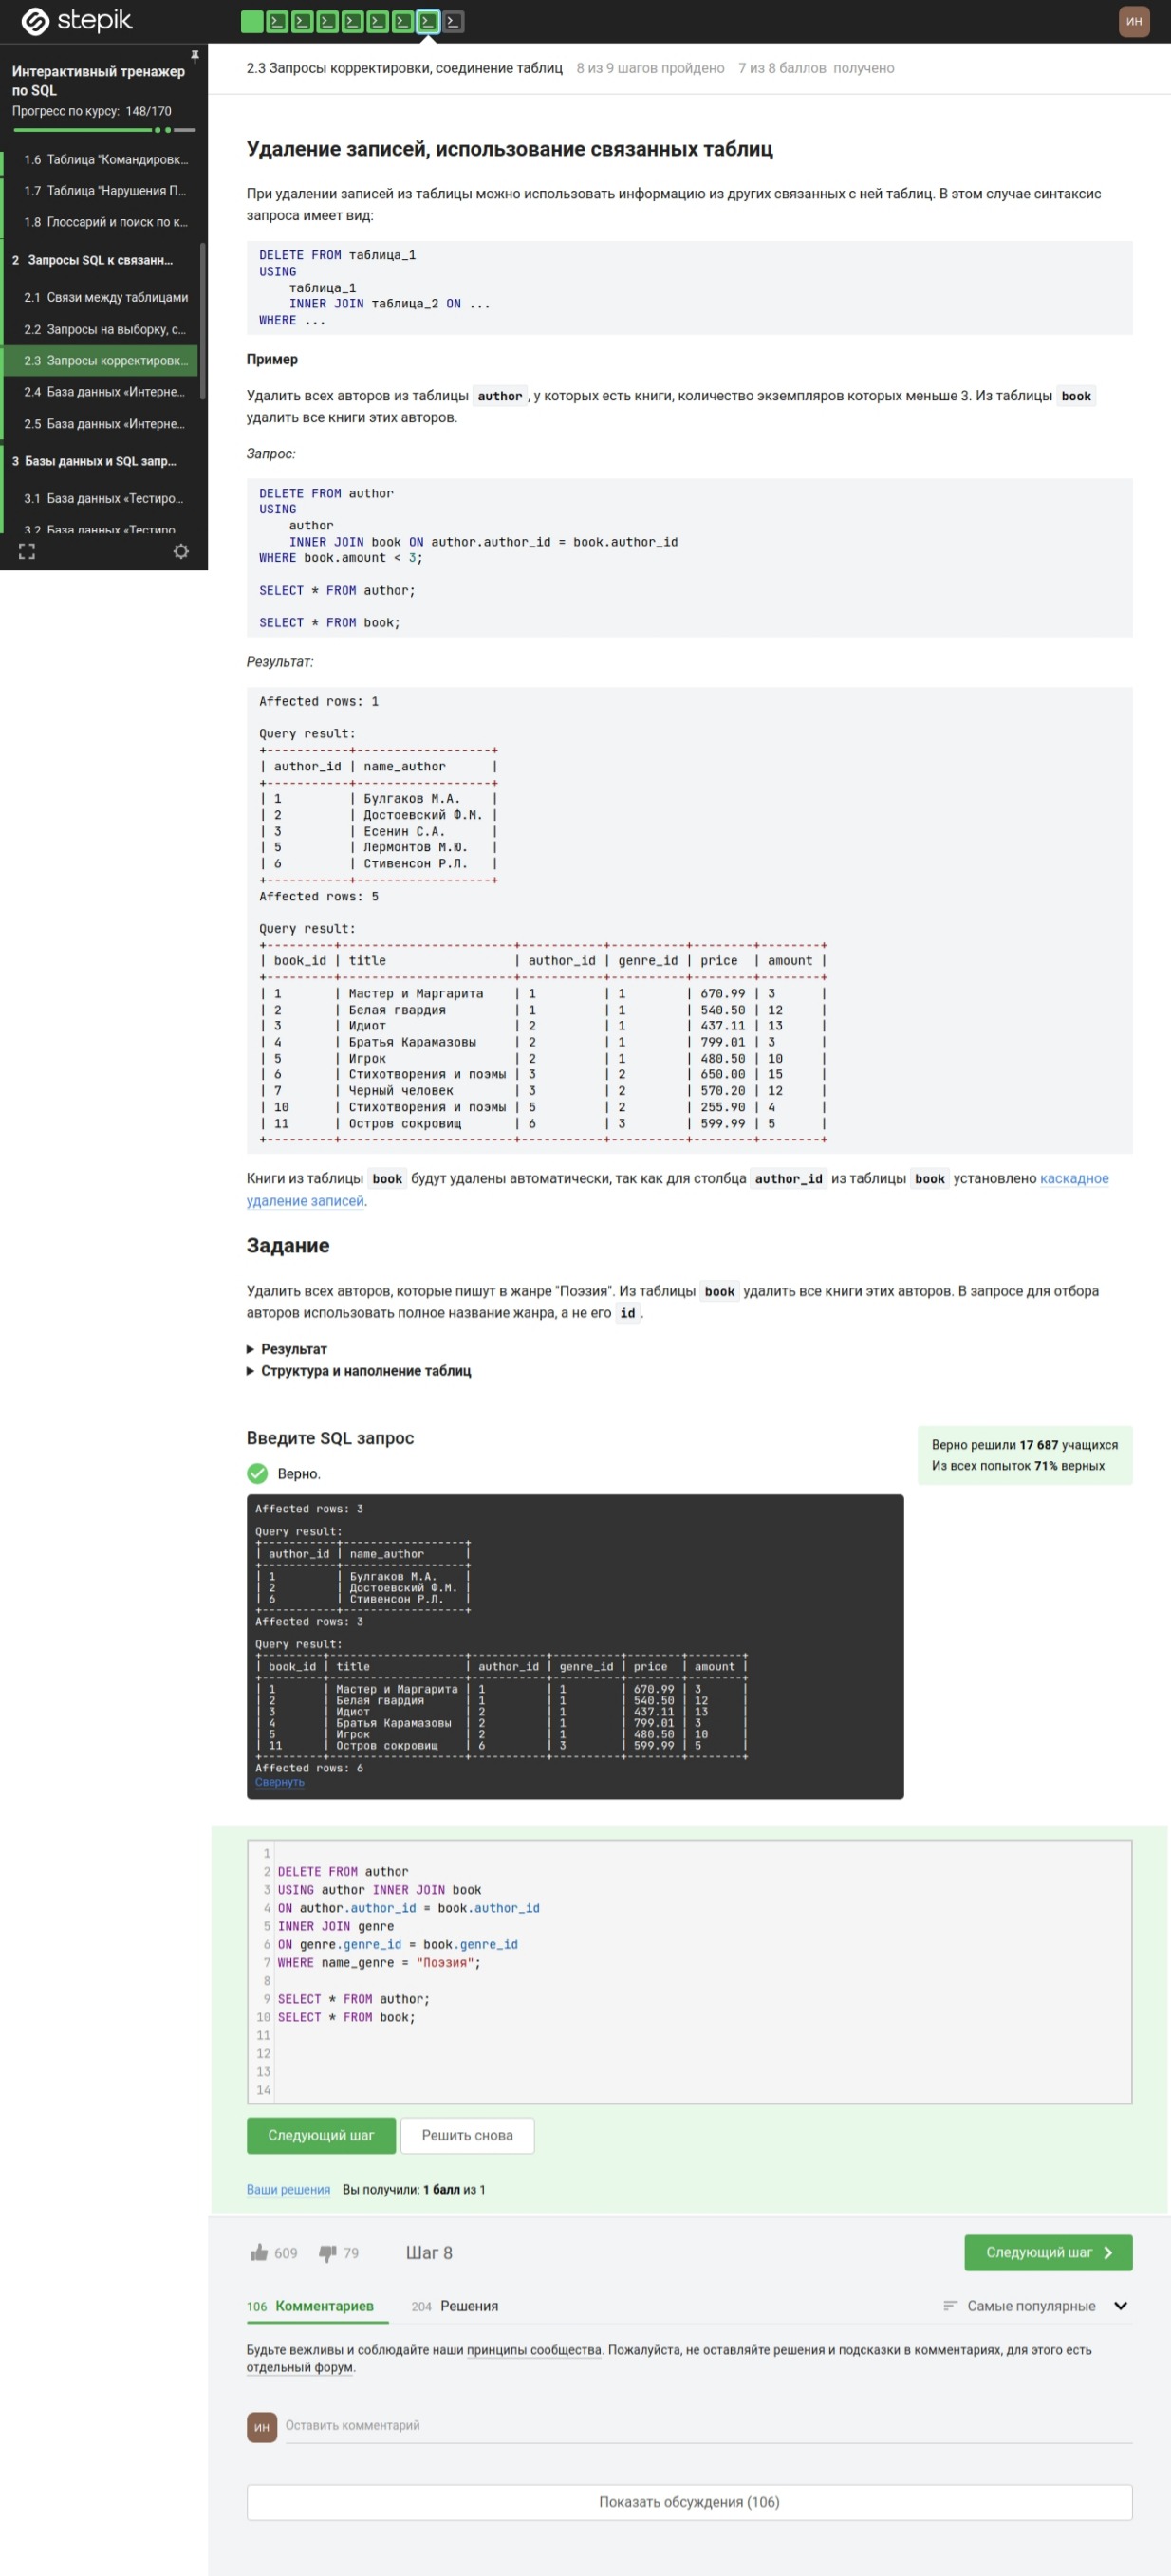 stepik
ИН
Интерактивный тренажер
по SQL
Прогресс по курсу: 148/170
1.6 Таблица "Командировк...
1.7 Таблица "Нарушения П...
1.8 Глоссарий и поиск по к...
2 Запросы SQL к связанн...
2.1 Связи между таблицами
2.2 Запросы на выборку, с...
2.3 Запросы корректировк...
2.4 База данных «Интерне...
2.5 База данных «Интерне...
3 Базы данных и SQL запр...
3.1 База данных «Тестиро...
3.2 База данных «Тестиро
2.3 Запросы корректировки, соединение таблиц 8 из 9 шагов пройдено 7 из 8 баллов получено
Удаление записей, использование связанных таблиц
При удалении записей из таблицы можно использовать информацию из других связанных с ней таблиц. В этом случае синтаксис
запроса имеет вид:
DELETE FROM таблица_1
USING
таблица_1
INNER JOIN таблица_2 ON ...
WHERE ...
Пример
Удалить всех авторов из таблицы author , у которых есть книги, количество экземпляров которых меньше 3. Из таблицы book
удалить все книги этих авторов.
Запрос:
DELETE FROM author
USING
author
INNER JOIN book ON author.author_id = book.author_id
WHERE book.amount < 3;
SELECT * FROM author;
SELECT * FROM book;
Результат:
Affected rows: 1
Query result:
+-----------+------------------+
| author_id | name_author      |
+-----------+------------------+
| 1         | Булгаков М.А.    |
| 2         | Достоевский Ф.М. |
| 3         | Есенин С.А.      |
| 5         | Лермонтов М.Ю.   |
| 6         | Стивенсон Р.Л.   |
+-----------+------------------+
Affected rows: 5
Query result:
+---------+-----------------------+-----------+----------+--------+--------+
| book_id | title                 | author_id | genre_id | price  | amount |
+---------+-----------------------+-----------+----------+--------+--------+
| 1       | Мастер и Маргарита    | 1         | 1        | 670.99 | 3      |
| 2       | Белая гвардия         | 1         | 1        | 540.50 | 12     |
| 3       | Идиот                 | 2         | 1        | 437.11 | 13     |
| 4       | Братья Карамазовы     | 2         | 1        | 799.01 | 3      |
| 5       | Игрок                 | 2         | 1        | 480.50 | 10     |
| 6       | Стихотворения и поэмы | 3         | 2        | 650.00 | 15     |
| 7       | Черный человек        | 3         | 2        | 570.20 | 12     |
| 10      | Стихотворения и поэмы | 5         | 2        | 255.90 | 4      |
| 11      | Остров сокровищ       | 6         | 3        | 599.99 | 5      |
+---------+-----------------------+-----------+----------+--------+--------+
Книги из таблицы book будут удалены автоматически, так как для столбца author_id из таблицы book установлено каскадное
удаление записей.
Задание
Удалить всех авторов, которые пишут в жанре "Поэзия". Из таблицы book удалить все книги этих авторов. В запросе для отбора
авторов использовать полное название жанра, а не его id .
Результат
Структура и наполнение таблиц
Введите SQL запрос
Верно решили 17 687 учащихся
Из всех попыток 71% верных
Верно.
Affected rows: 3
Query result:
+-----------+------------------+
| author_id | name_author      |
+-----------+------------------+
| 1         | Булгаков М.А.    |
| 2         | Достоевский Ф.М. |
| 6         | Стивенсон Р.Л.   |
+-----------+------------------+
Affected rows: 3
Query result:
+---------+--------------------+-----------+----------+--------+--------+
| book_id | title              | author_id | genre_id | price  | amount |
+---------+--------------------+-----------+----------+--------+--------+
| 1       | Мастер и Маргарита | 1         | 1        | 670.99 | 3      |
| 2       | Белая гвардия      | 1         | 1        | 540.50 | 12     |
| 3       | Идиот              | 2         | 1        | 437.11 | 13     |
| 4       | Братья Карамазовы  | 2         | 1        | 799.01 | 3      |
| 5       | Игрок              | 2         | 1        | 480.50 | 10     |
| 11      | Остров сокровищ    | 6         | 3        | 599.99 | 5      |
+---------+--------------------+-----------+----------+--------+--------+
Affected rows: 6
Свернуть
1
2 DELETE FROM author
3 USING author INNER JOIN book
4 ON author.author_id = book.author_id
5 INNER JOIN genre
6 ON genre.genre_id = book.genre_id
7 WHERE name_genre = "Поэзия";
8
9 SELECT * FROM author;
10 SELECT * FROM book;
11
12
13
14
Следующий шаг Решить снова
Ваши решения Вы получили: 1 балл из 1
609 79 Шаг 8 Следующий шаг
106 Комментариев 204 Решения Самые популярные
Будьте вежливы и соблюдайте наши принципы сообщества. Пожалуйста, не оставляйте решения и подсказки в комментариях, для этого есть
отдельный форум.
ИН Оставить комментарий
Показать обсуждения (106)